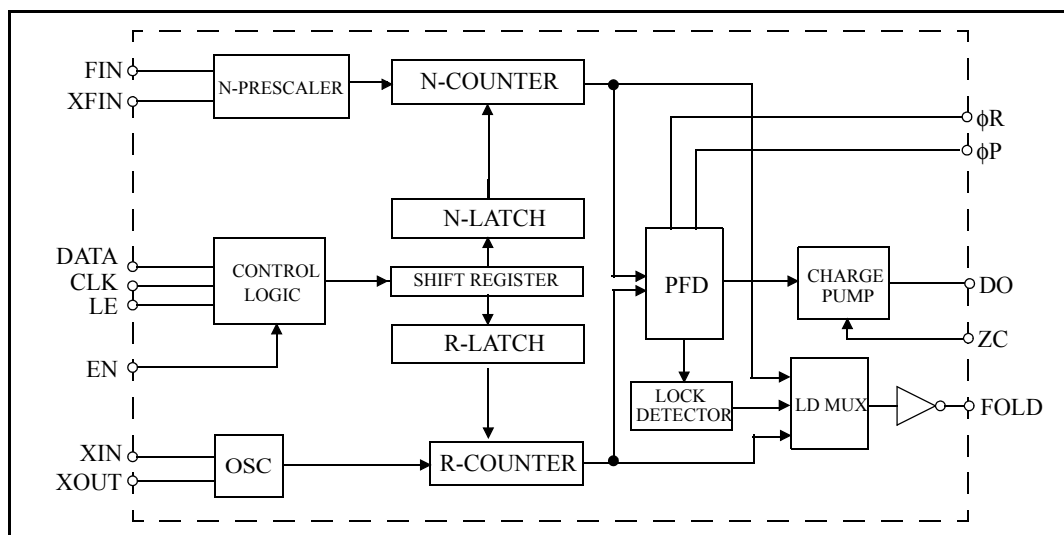 FIN
XFIN
N-PRESCALER
N-COUNTER
ϕR
ϕP
N-LATCH
DATA
CLK
LE
CONTROL
LOGIC
SHIFT REGISTER
PFD
CHARGE
PUMP
DO
ZC
R-LATCH
EN
LOCK
DETECTOR
LD MUX
FOLD
XIN
XOUT
OSC
R-COUNTER